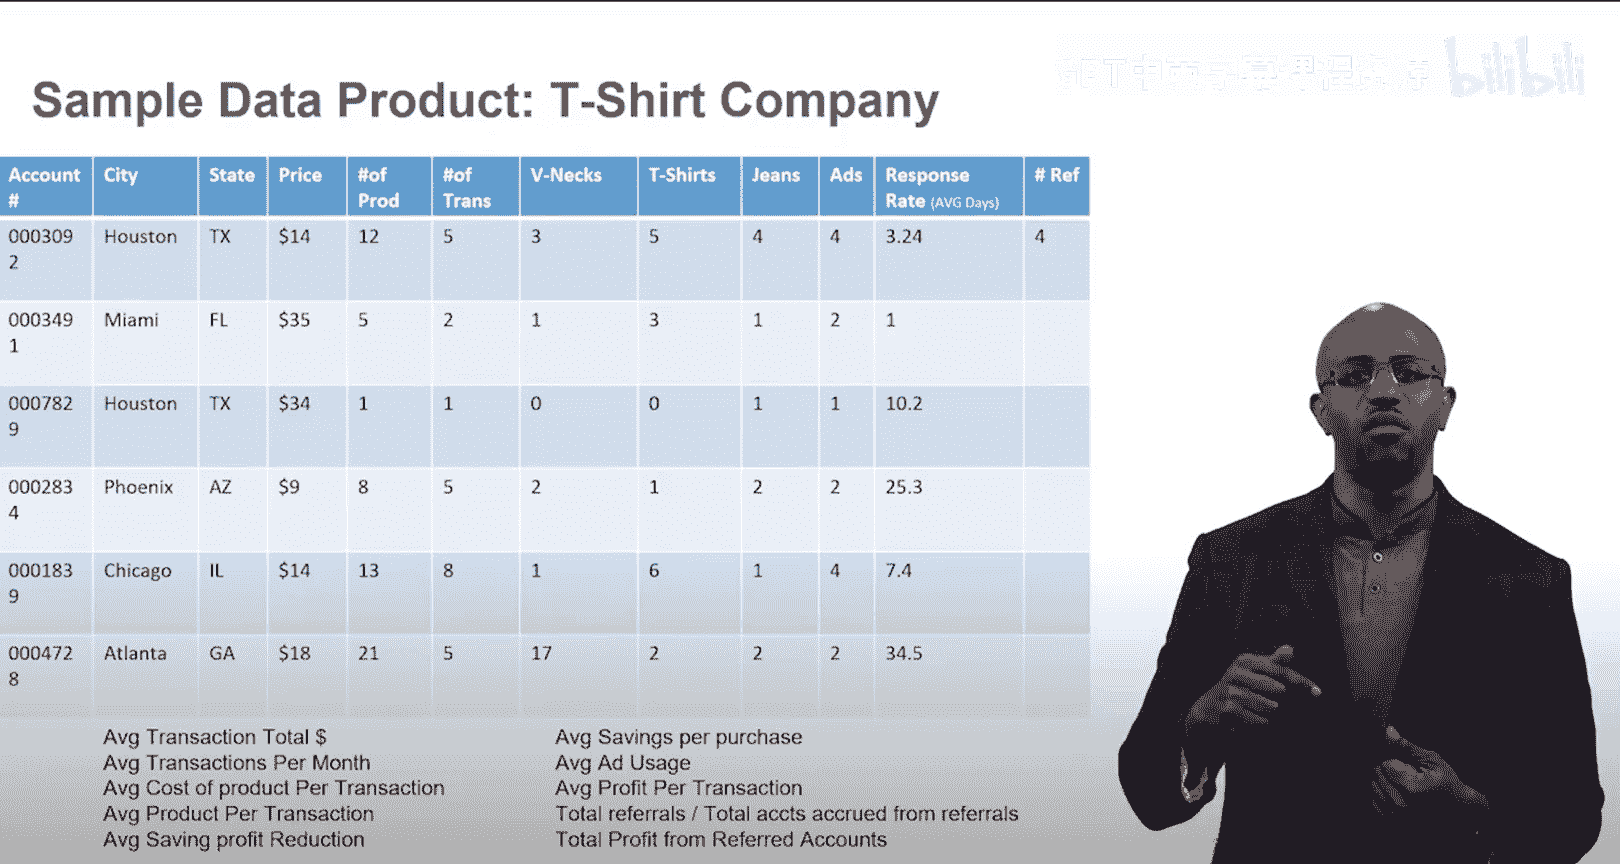 bilibili
Sample Data Product: T-Shirt Company
Account # City State Price #of Prod #of Trans V-Necks T-Shirts Jeans Ads Response Rate (AVG Days) # Ref
0003092 Houston TX $14 12 5 3 5 4 4 3.24 4
0003491 Miami FL $35 5 2 1 3 1 2 1
0007829 Houston TX $34 1 1 0 0 1 1 10.2
0002834 Phoenix AZ $9 8 5 2 1 2 2 25.3
0001839 Chicago IL $14 13 8 1 6 1 4 7.4
0004728 Atlanta GA $18 21 5 17 2 2 2 34.5
Avg Transaction Total $
Avg Transactions Per Month
Avg Cost of product Per Transaction
Avg Product Per Transaction
Avg Saving profit Reduction
Avg Savings per purchase
Avg Ad Usage
Avg Profit Per Transaction
Total referrals / Total accts accrued from referrals
Total Profit from Referred Accounts